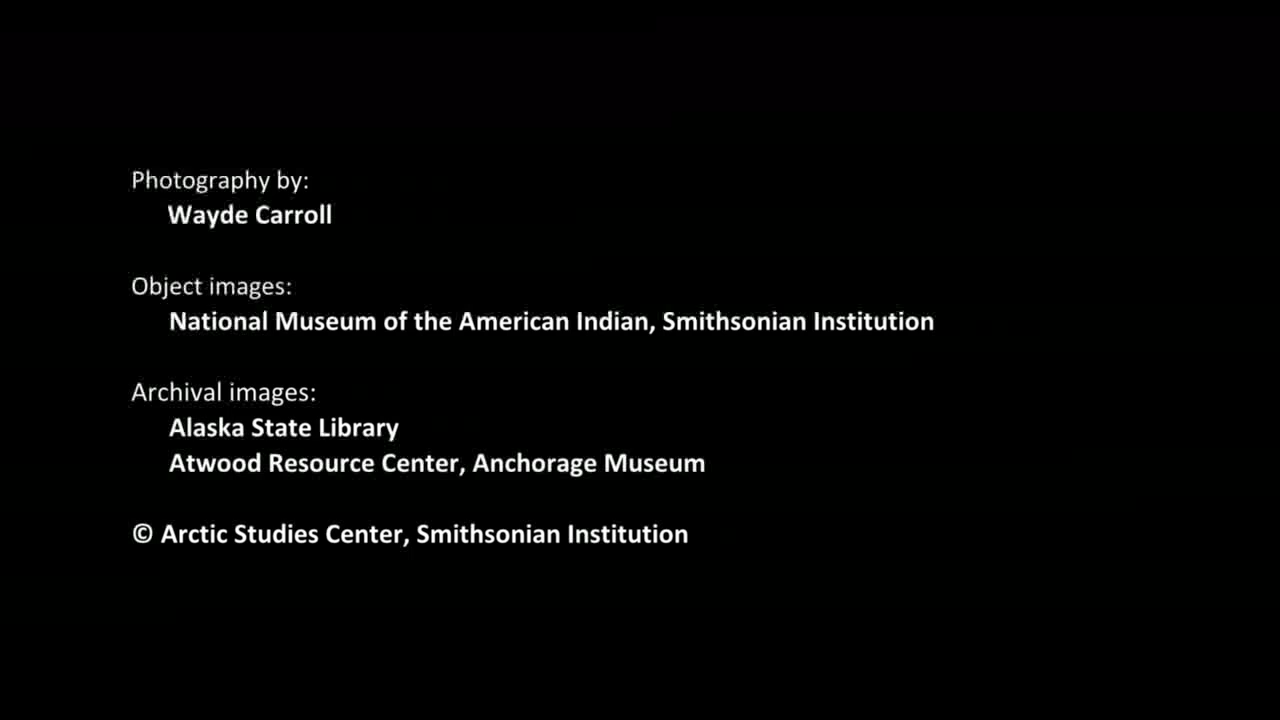 Photography by:
Wayde Carroll
Object images:
National Museum of the American Indian, Smithsonian Institution
Archival images:
Alaska State Library
Atwood Resource Center, Anchorage Museum
© Arctic Studies Center, Smithsonian Institution